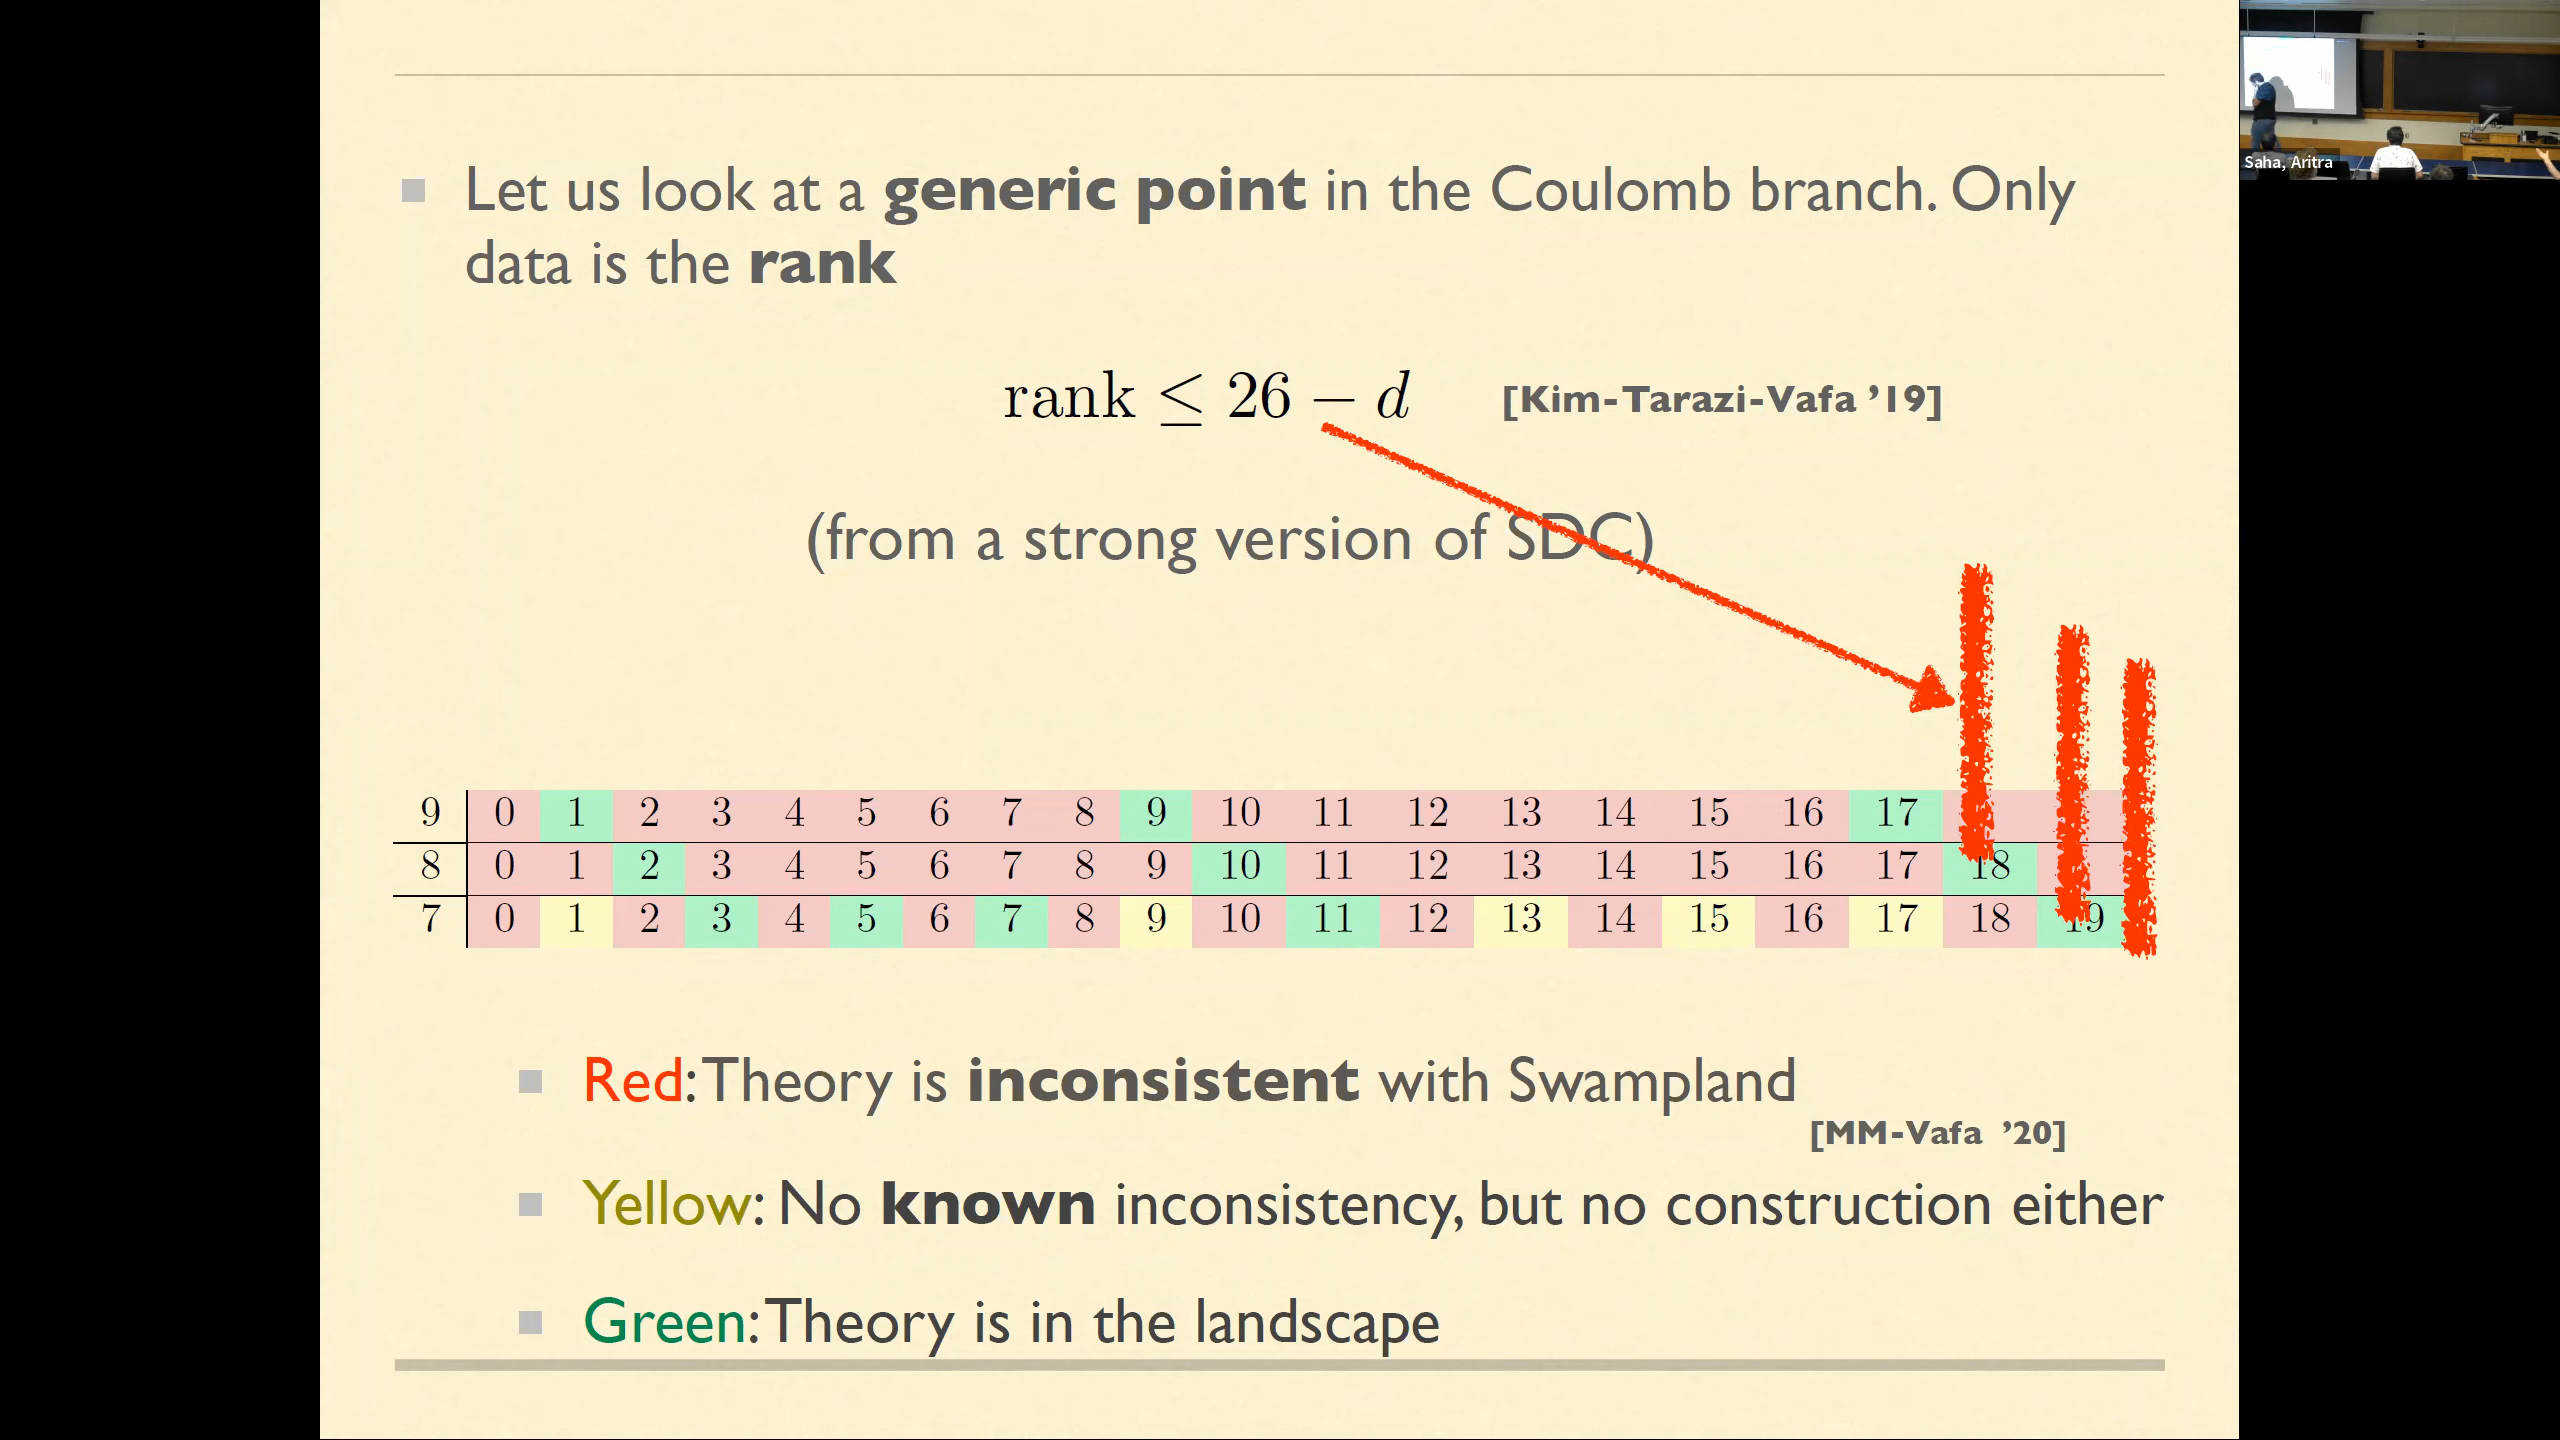 Let us look at a generic point in the Coulomb branch. Only
data is the rank
rank ≤ 26 − d [Kim-Tarazi-Vafa ’19]
(from a strong version of SDC)
9 0 1 2 3 4 5 6 7 8 9 10 11 12 13 14 15 16 17
8 0 1 2 3 4 5 6 7 8 9 10 11 12 13 14 15 16 17 18
7 0 1 2 3 4 5 6 7 8 9 10 11 12 13 14 15 16 17 18 19
Red: Theory is inconsistent with Swampland
[MM-Vafa ’20]
Yellow: No known inconsistency, but no construction either
Green: Theory is in the landscape
Saha, Aritra